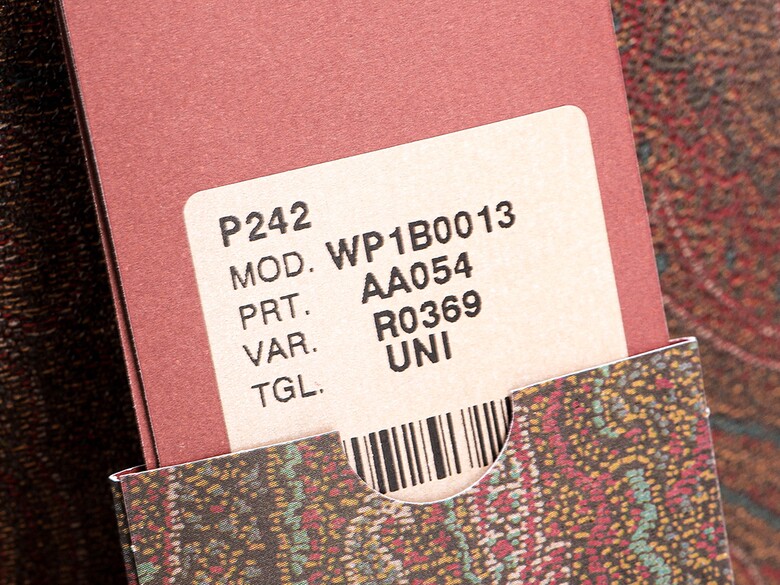 P242
MOD. WP1B0013
PRT. AA054
VAR. R0369
TGL. UNI